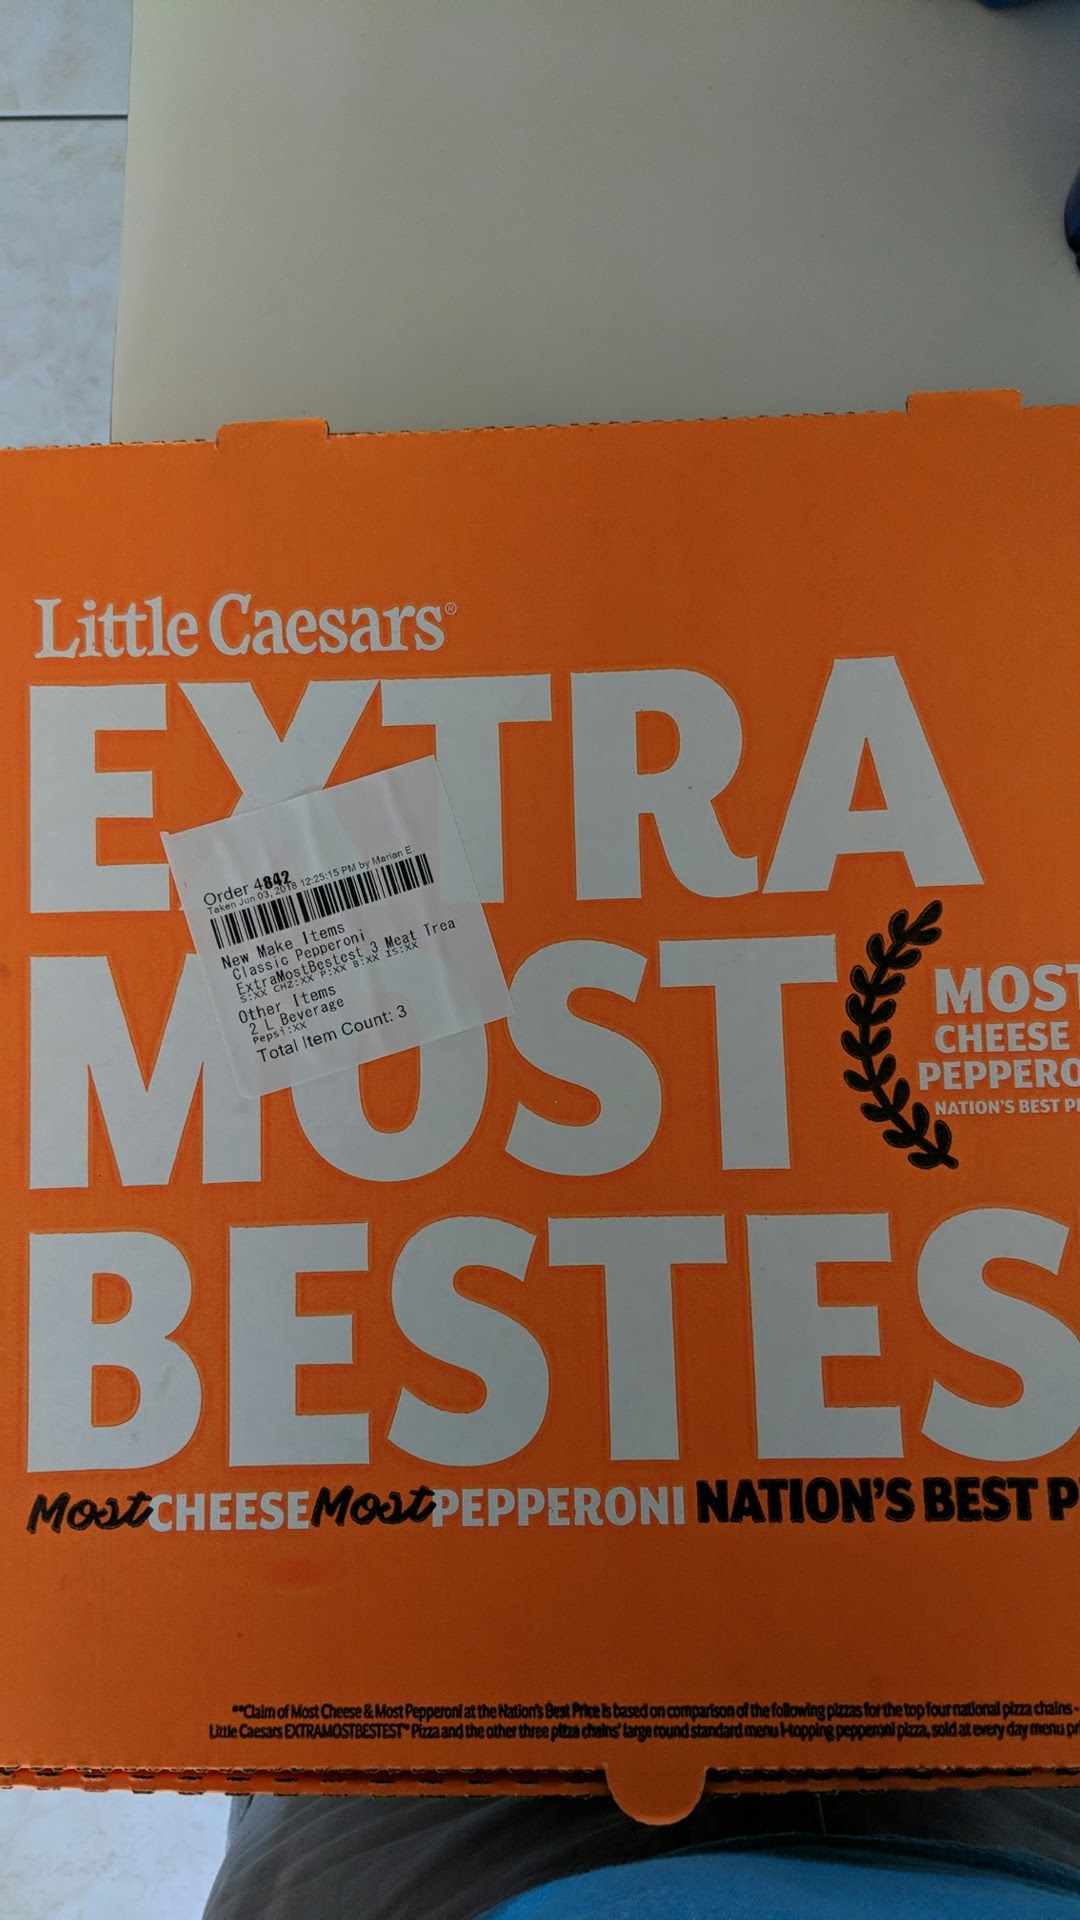 Little Caesars®
EXTRA
Order 4842
Taken Jun 03, 2018 12:25:15 PM by Marian E.
New Make Items
Classic Pepperoni
ExtraMostBestest 3 Meat Trea
S:XX CHZ:XX P:XX B:XX IS:XX
Other Items
2 L Beverage
Pepsi:XX
Total Item Count: 3
MOST
MOST
CHEESE
PEPPERO
NATION'S BEST P
BESTES
Most CHEESE Most PEPPERONI NATION'S BEST P
**Claim of Most Cheese & Most Pepperoni at the Nation's Best Price is based on comparison of the following pizzas for the top four national pizza chains -
Little Caesars EXTRAMOSTBESTEST™ Pizza and the other three pizza chains' large round standard menu 1-topping pepperoni pizza, sold at every day menu pr